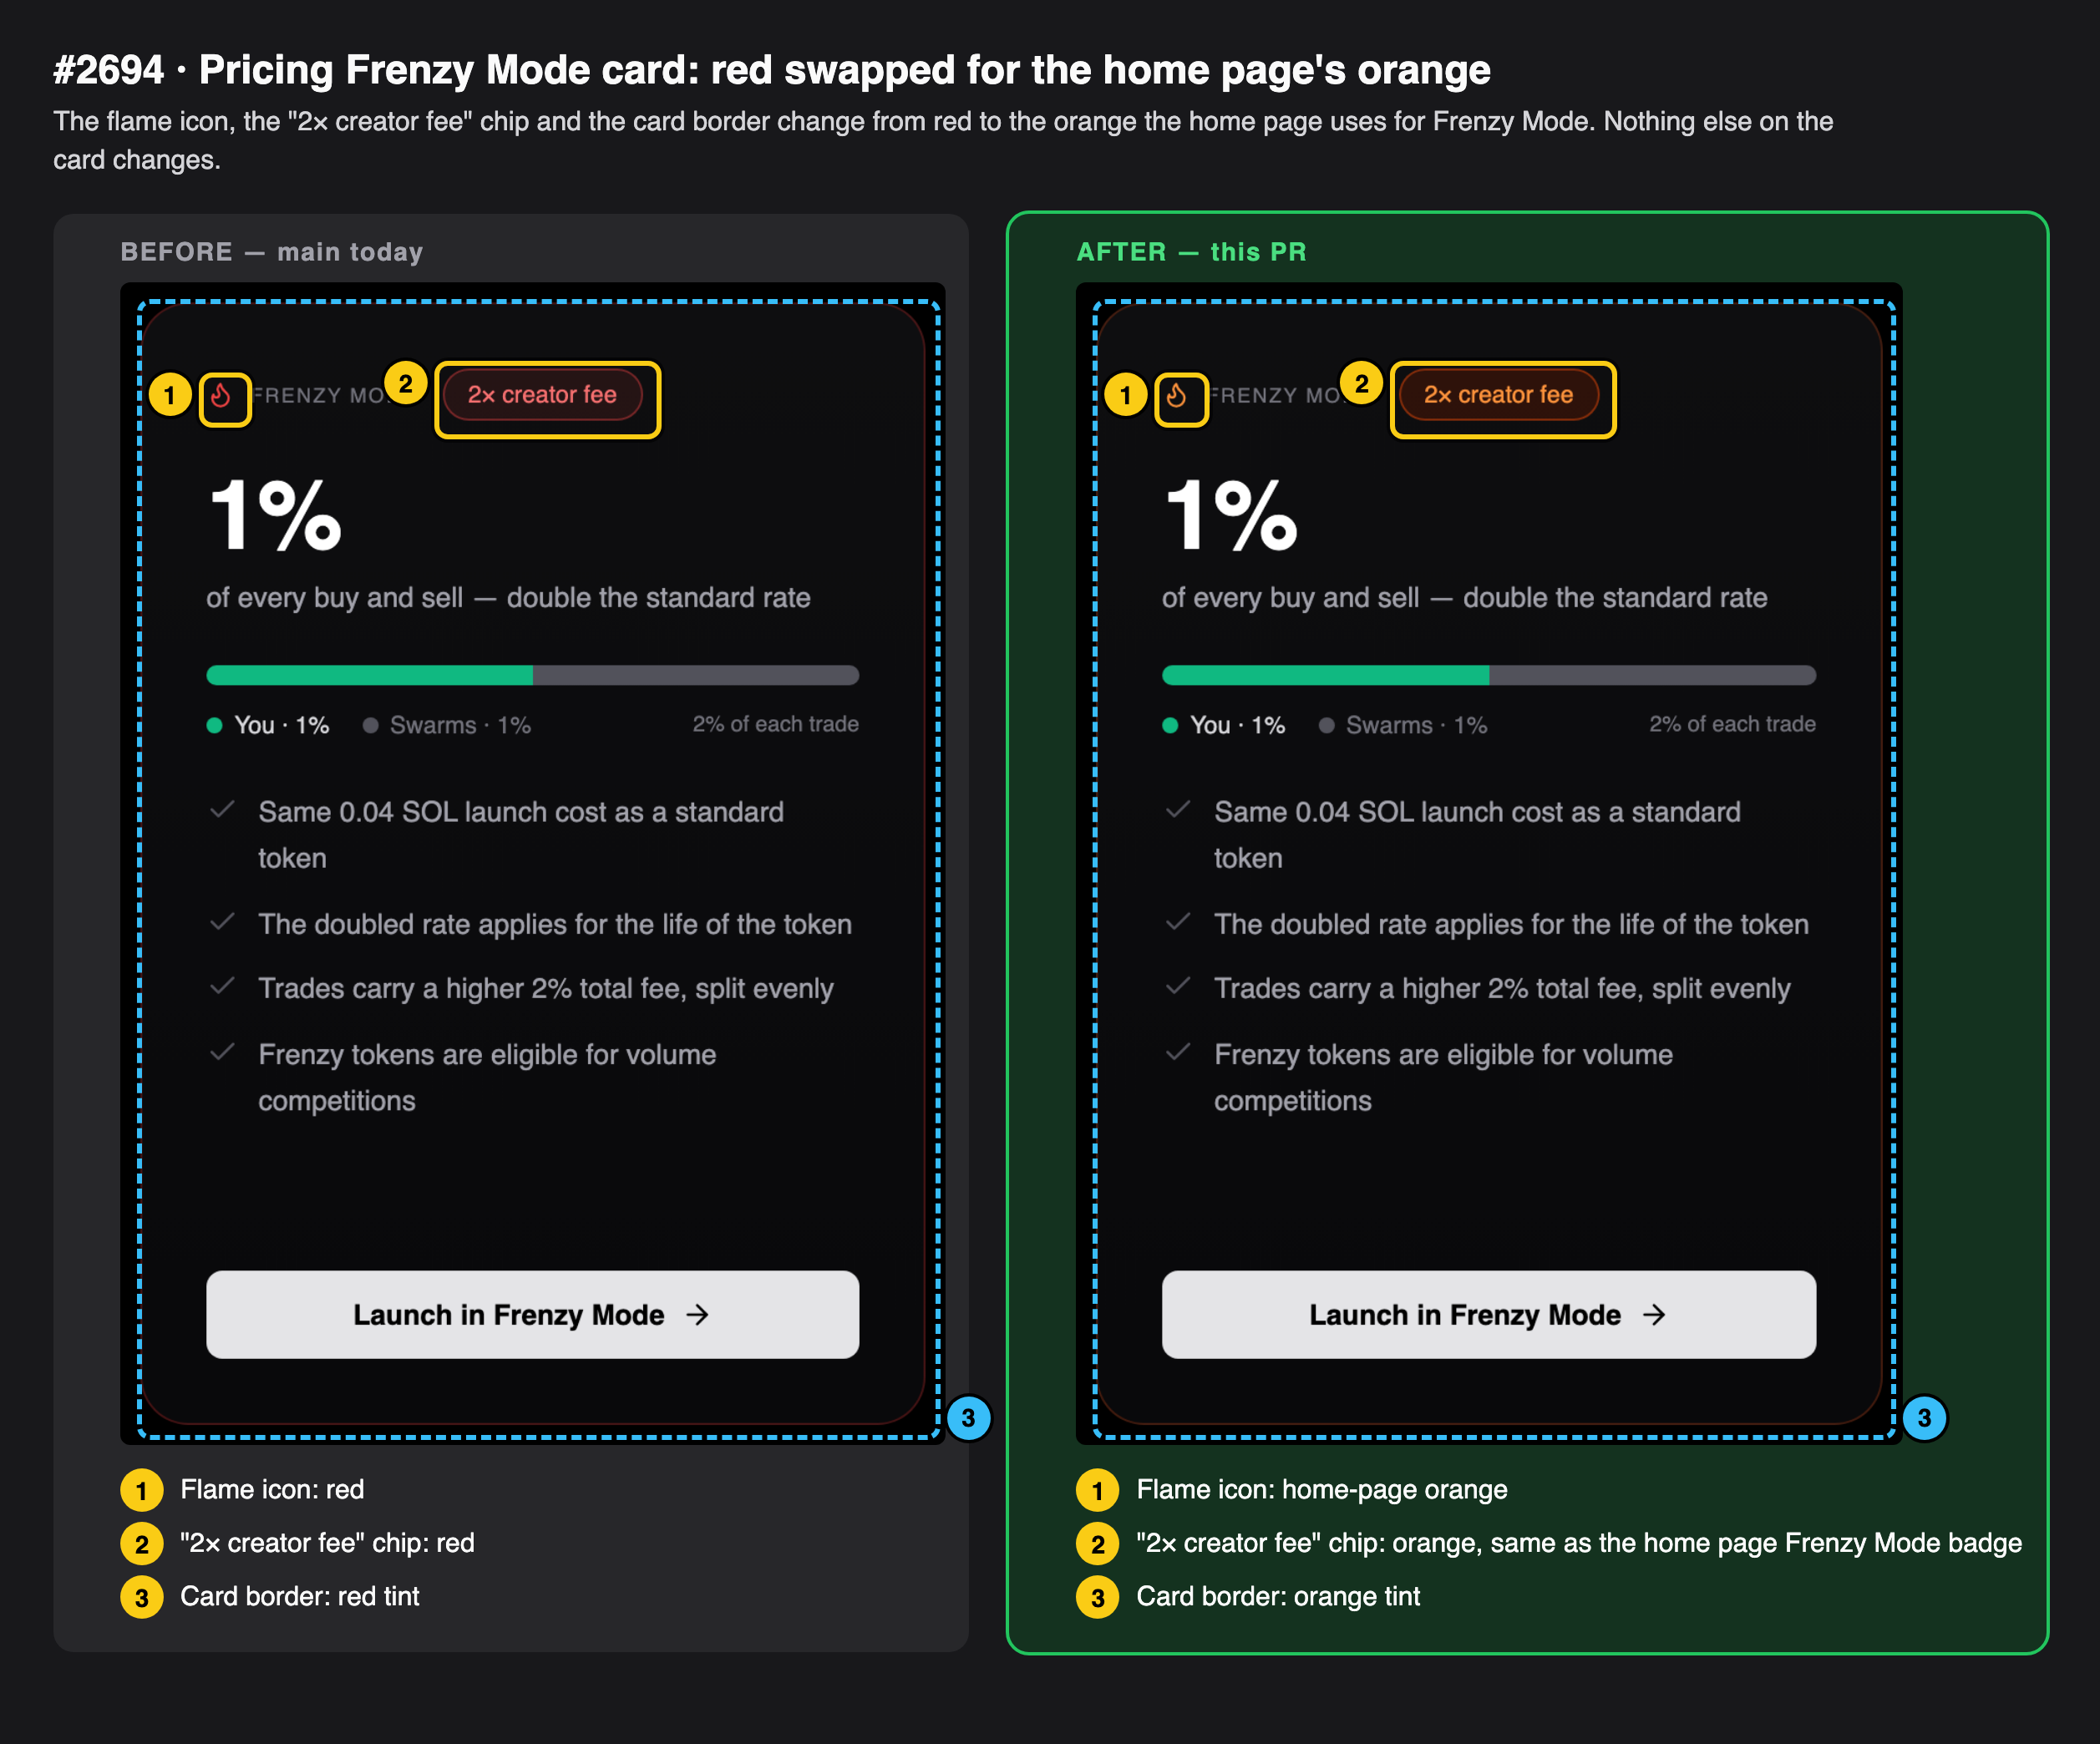 #2694 · Pricing Frenzy Mode card: red swapped for the home page's orange
The flame icon, the "2× creator fee" chip and the card border change from red to the orange the home page uses for Frenzy Mode. Nothing else on the
card changes.
BEFORE — main today
1
FRENZY MO
2
2× creator fee
1%
of every buy and sell — double the standard rate
You · 1%
Swarms · 1%
2% of each trade
Same 0.04 SOL launch cost as a standard
token
The doubled rate applies for the life of the token
Trades carry a higher 2% total fee, split evenly
Frenzy tokens are eligible for volume
competitions
Launch in Frenzy Mode →
3
1 Flame icon: red
2 "2× creator fee" chip: red
3 Card border: red tint
AFTER — this PR
1
FRENZY MO
2
2× creator fee
1%
of every buy and sell — double the standard rate
You · 1%
Swarms · 1%
2% of each trade
Same 0.04 SOL launch cost as a standard
token
The doubled rate applies for the life of the token
Trades carry a higher 2% total fee, split evenly
Frenzy tokens are eligible for volume
competitions
Launch in Frenzy Mode →
3
1 Flame icon: home-page orange
2 "2× creator fee" chip: orange, same as the home page Frenzy Mode badge
3 Card border: orange tint